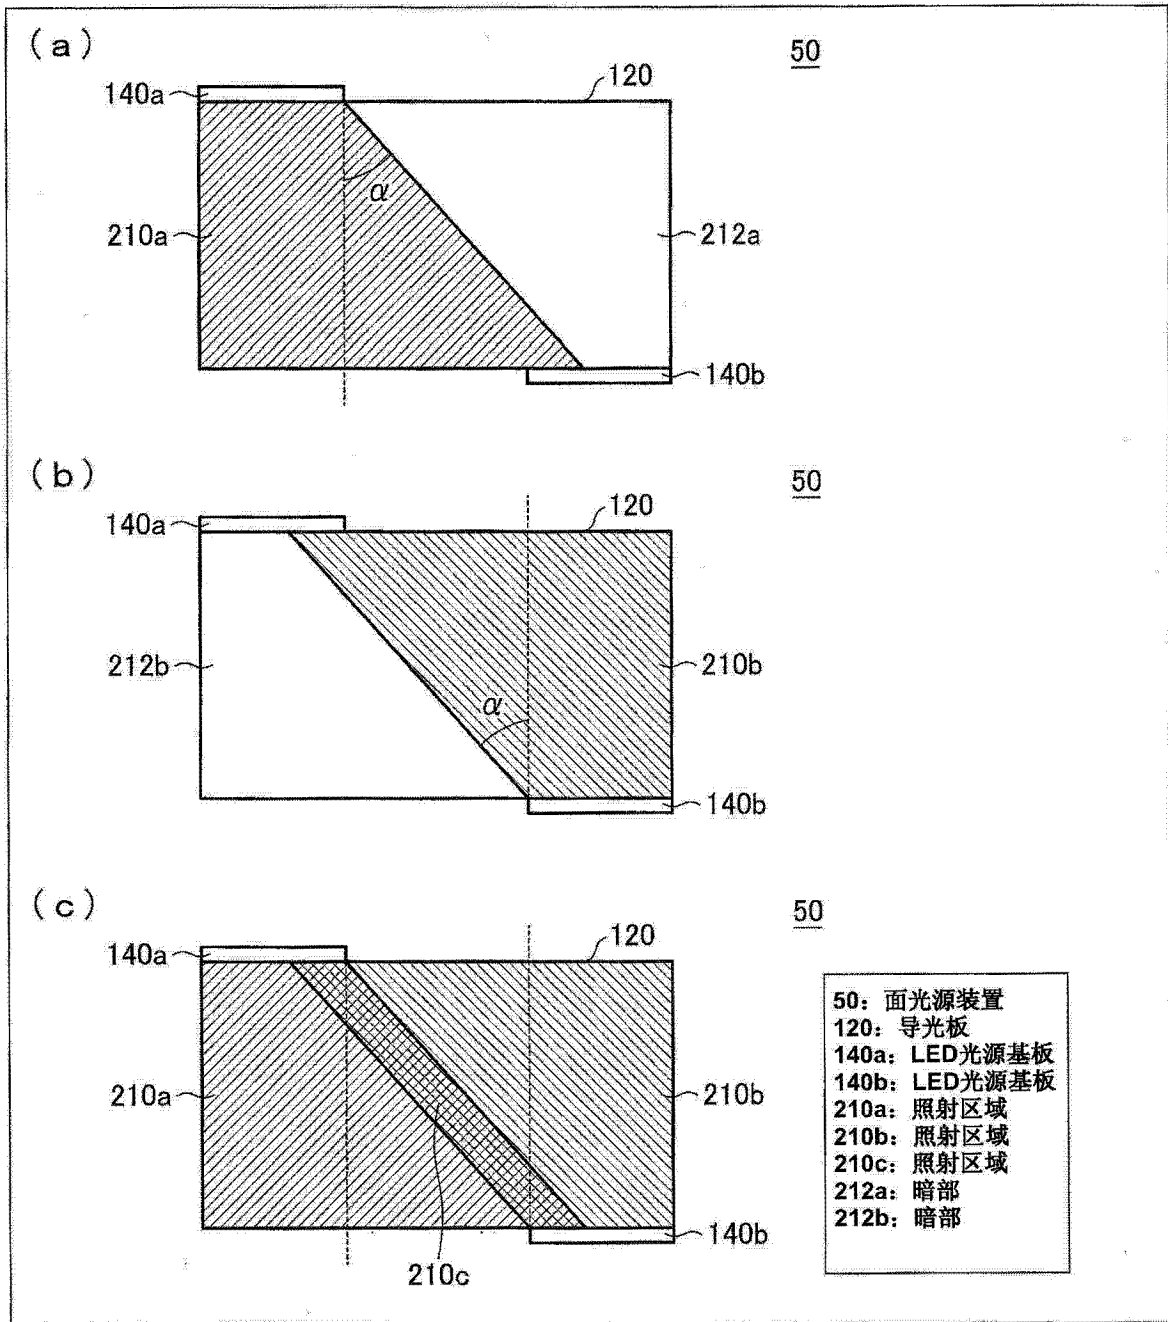 (a)
50
140a
120
α
210a
212a
140b
(b)
50
140a
120
212b
210b
α
140b
(c)
50
140a
120
210a
210b
140b
210c
50：面光源装置
120：导光板
140a：LED光源基板
140b：LED光源基板
210a：照射区域
210b：照射区域
210c：照射区域
212a：暗部
212b：暗部